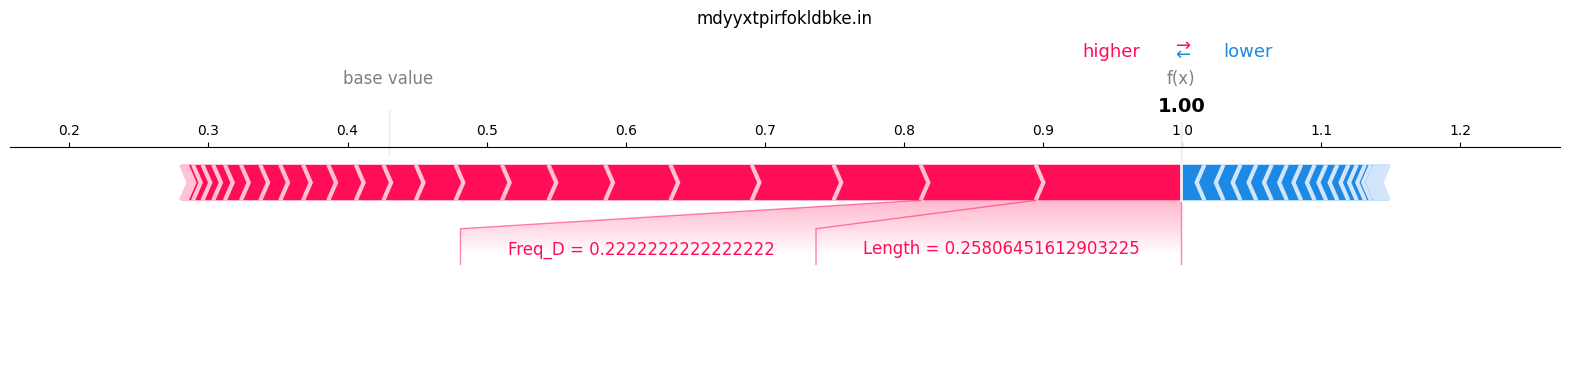 mdyyxtpirfokldbke.in
higher ⇄ lower
base value f(x)
1.00
0.2 0.3 0.4 0.5 0.6 0.7 0.8 0.9 1.0 1.1 1.2
Freq_D = 0.2222222222222222 Length = 0.25806451612903225